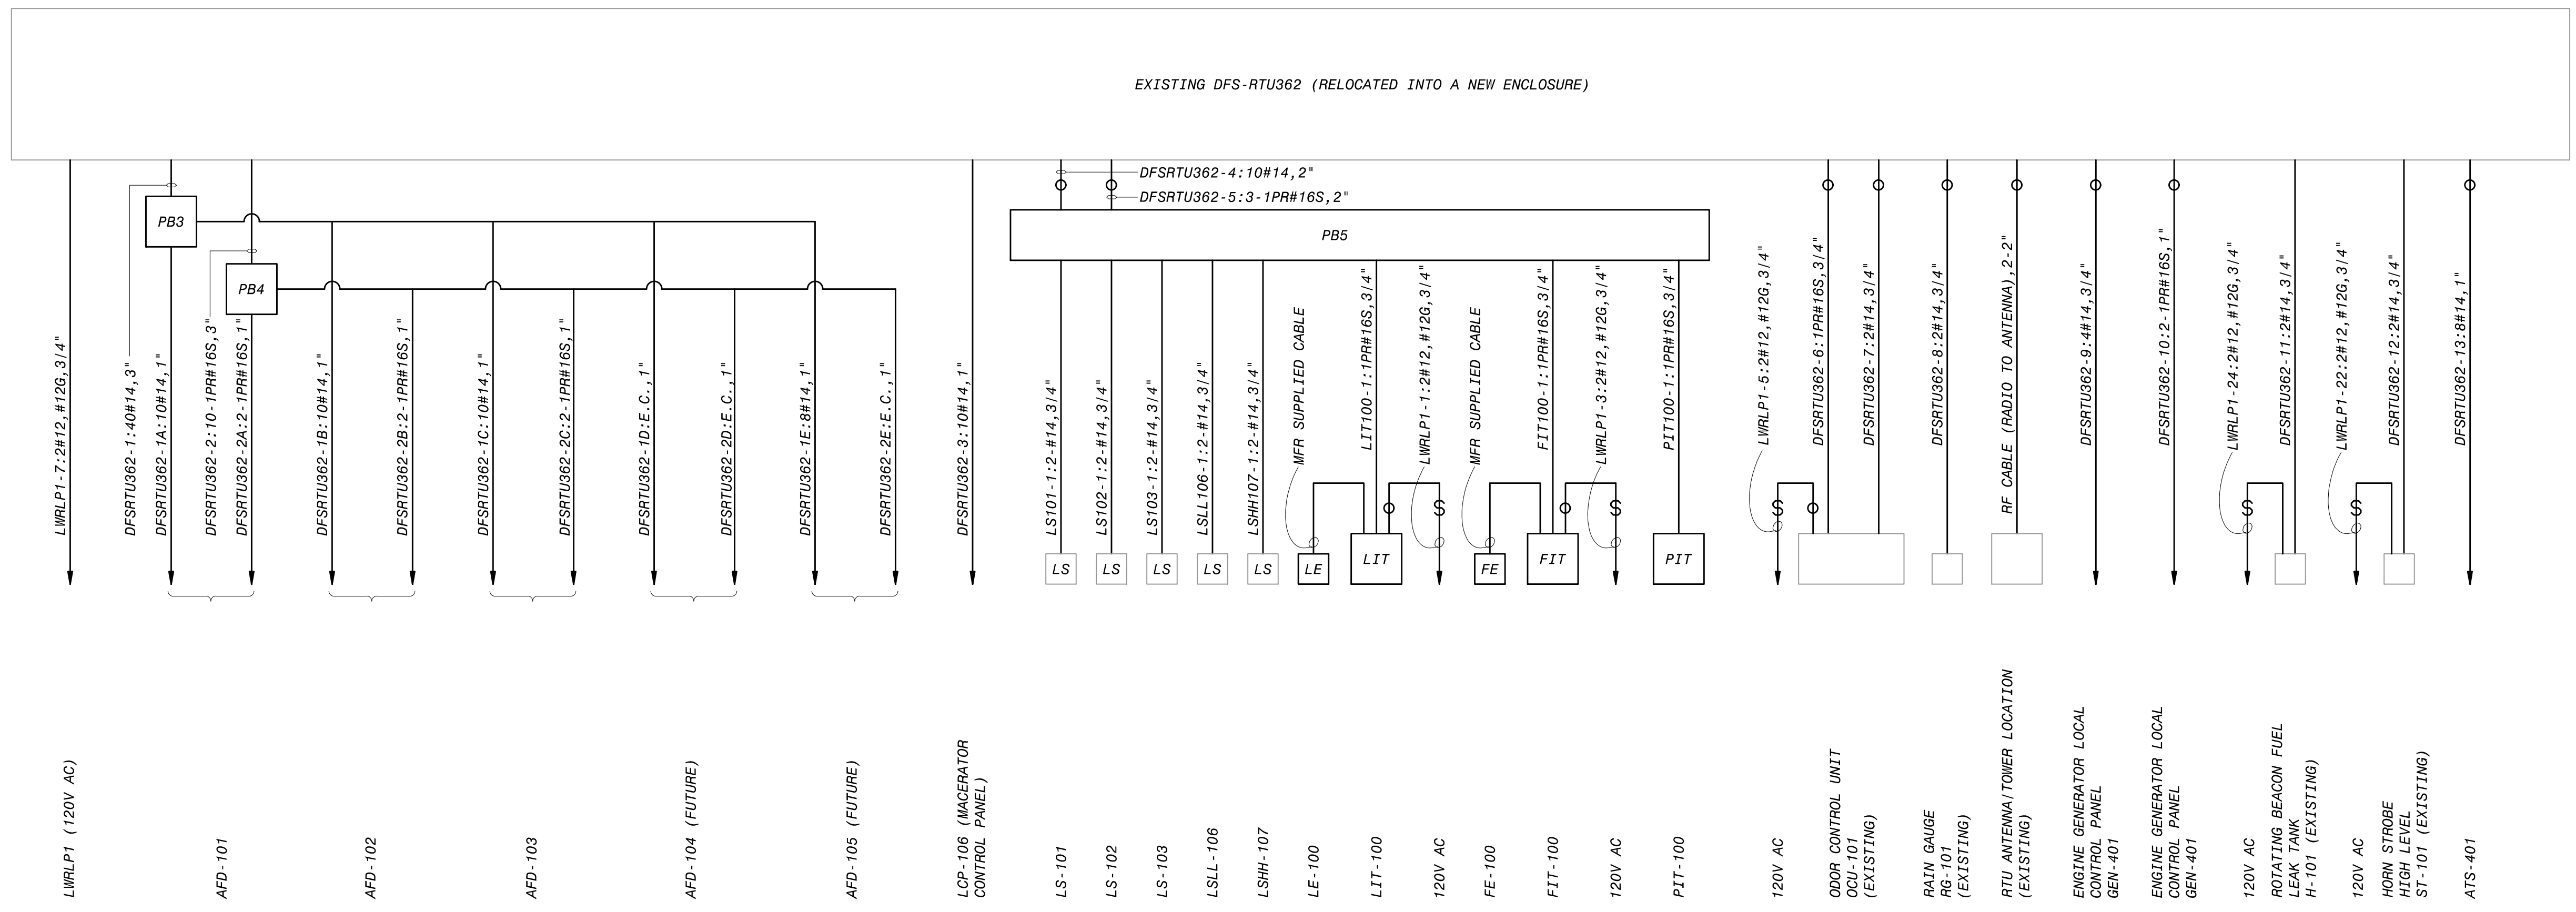 EXISTING DFS-RTU362 (RELOCATED INTO A NEW ENCLOSURE)
DFSRTU362-4:10#14,2"
DFSRTU362-5:3-1PR#16S,2"
PB3
PB4
PB5
LWRLP1-7:2#12,#12G,3/4"
DFSRTU362-1:40#14,3"
DFSRTU362-1A:10#14,1"
DFSRTU362-2:10-1PR#16S,3"
DFSRTU362-2A:2-1PR#16S,1"
DFSRTU362-1B:10#14,1"
DFSRTU362-2B:2-1PR#16S,1"
DFSRTU362-1C:10#14,1"
DFSRTU362-2C:2-1PR#16S,1"
DFSRTU362-1D:E.C.,1"
DFSRTU362-2D:E.C.,1"
DFSRTU362-1E:8#14,1"
DFSRTU362-2E:E.C.,1"
DFSRTU362-3:10#14,1"
LS101-1:2-#14,3/4"
LS102-1:2-#14,3/4"
LS103-1:2-#14,3/4"
LSLL106-1:2-#14,3/4"
LSHH107-1:2-#14,3/4"
MFR SUPPLIED CABLE
LIT100-1:1PR#16S,3/4"
LWRLP1-1:2#12,#12G,3/4"
MFR SUPPLIED CABLE
FIT100-1:1PR#16S,3/4"
LWRLP1-3:2#12,#12G,3/4"
PIT100-1:1PR#16S,3/4"
LWRLP1-5:2#12,#12G,3/4"
DFSRTU362-6:1PR#16S,3/4"
DFSRTU362-7:2#14,3/4"
DFSRTU362-8:2#14,3/4"
RF CABLE (RADIO TO ANTENNA),2-2"
DFSRTU362-9:4#14,3/4"
DFSRTU362-10:2-1PR#16S,1"
LWRLP1-24:2#12,#12G,3/4"
DFSRTU362-11:2#14,3/4"
LWRLP1-22:2#12,#12G,3/4"
DFSRTU362-12:2#14,3/4"
DFSRTU362-13:8#14,1"
S
S
S
S
S
LS
LS
LS
LS
LS
LE
LIT
FE
FIT
PIT
LWRLP1 (120V AC)
AFD-101
AFD-102
AFD-103
AFD-104 (FUTURE)
AFD-105 (FUTURE)
LCP-106 (MACERATOR
CONTROL PANEL)
LS-101
LS-102
LS-103
LSLL-106
LSHH-107
LE-100
LIT-100
120V AC
FE-100
FIT-100
120V AC
PIT-100
120V AC
ODOR CONTROL UNIT
OCU-101
(EXISTING)
RAIN GAUGE
RG-101
(EXISTING)
RTU ANTENNA/TOWER LOCATION
(EXISTING)
ENGINE GENERATOR LOCAL
CONTROL PANEL
GEN-401
ENGINE GENERATOR LOCAL
CONTROL PANEL
GEN-401
120V AC
ROTATING BEACON FUEL
LEAK TANK
H-101 (EXISTING)
120V AC
HORN STROBE
HIGH LEVEL
ST-101 (EXISTING)
ATS-401